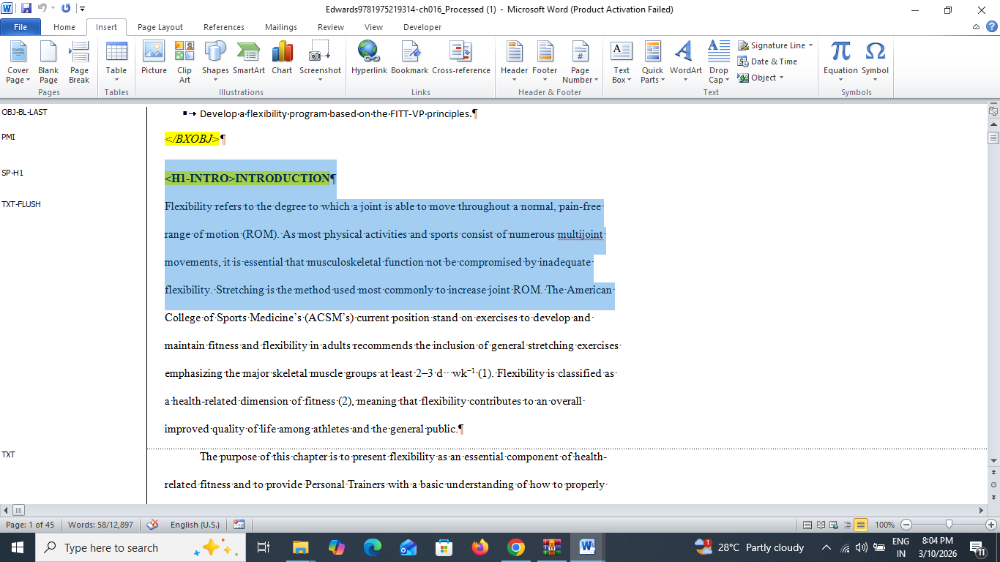 Edwards9781975219314-ch016_Processed (1) - Microsoft Word (Product Activation Failed)
File Home Insert Page Layout References Mailings Review View Developer
Cover Page Blank Page Page Break Table Picture Clip Art Shapes SmartArt Chart Screenshot Hyperlink Bookmark Cross-reference Header Footer Page Number Text Box Quick Parts WordArt Drop Cap Signature Line Date & Time Object Equation Symbol
Pages Tables Illustrations Links Header & Footer Text Symbols
OBJ-BL-LAST Develop a flexibility program based on the FITT-VP principles.¶
PMI </BXOBJ>¶
SP-H1 <H1-INTRO>INTRODUCTION¶
TXT-FLUSH Flexibility refers to the degree to which a joint is able to move throughout a normal, pain-free
range of motion (ROM). As most physical activities and sports consist of numerous multijoint
movements, it is essential that musculoskeletal function not be compromised by inadequate
flexibility. Stretching is the method used most commonly to increase joint ROM. The American
College of Sports Medicine’s (ACSM’s) current position stand on exercises to develop and
maintain fitness and flexibility in adults recommends the inclusion of general stretching exercises
emphasizing the major skeletal muscle groups at least 2–3 d · wk⁻¹ (1). Flexibility is classified as
a health-related dimension of fitness (2), meaning that flexibility contributes to an overall
improved quality of life among athletes and the general public.¶
TXT The purpose of this chapter is to present flexibility as an essential component of health-
related fitness and to provide Personal Trainers with a basic understanding of how to properly
Page: 1 of 45 Words: 58/12,897 English (U.S.) 100%
Type here to search 1 28°C Partly cloudy ENG IN 8:04 PM 3/10/2026 11